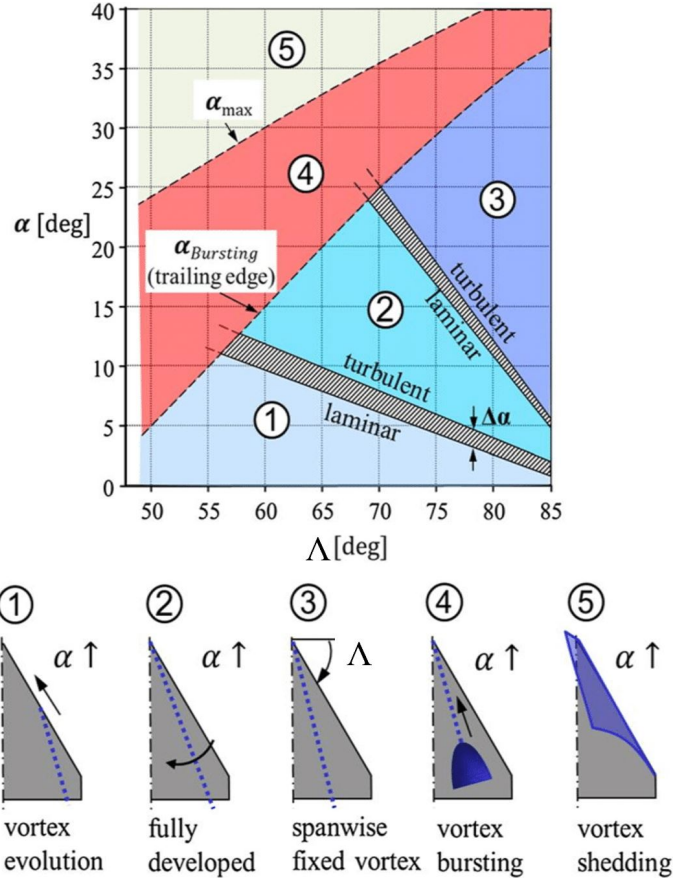 40
⑤
35
α_max
30
④
25
③
α [deg]
20
α_Bursting
(trailing edge)
turbulent
laminar
15
②
10
turbulent
①
laminar
Δα
5
0
50 55 60 65 70 75 80 85
Λ [deg]
① ② ③ ④ ⑤
α ↑ α ↑ Λ α ↑ α ↑
vortex fully spanwise vortex vortex
evolution developed fixed vortex bursting shedding